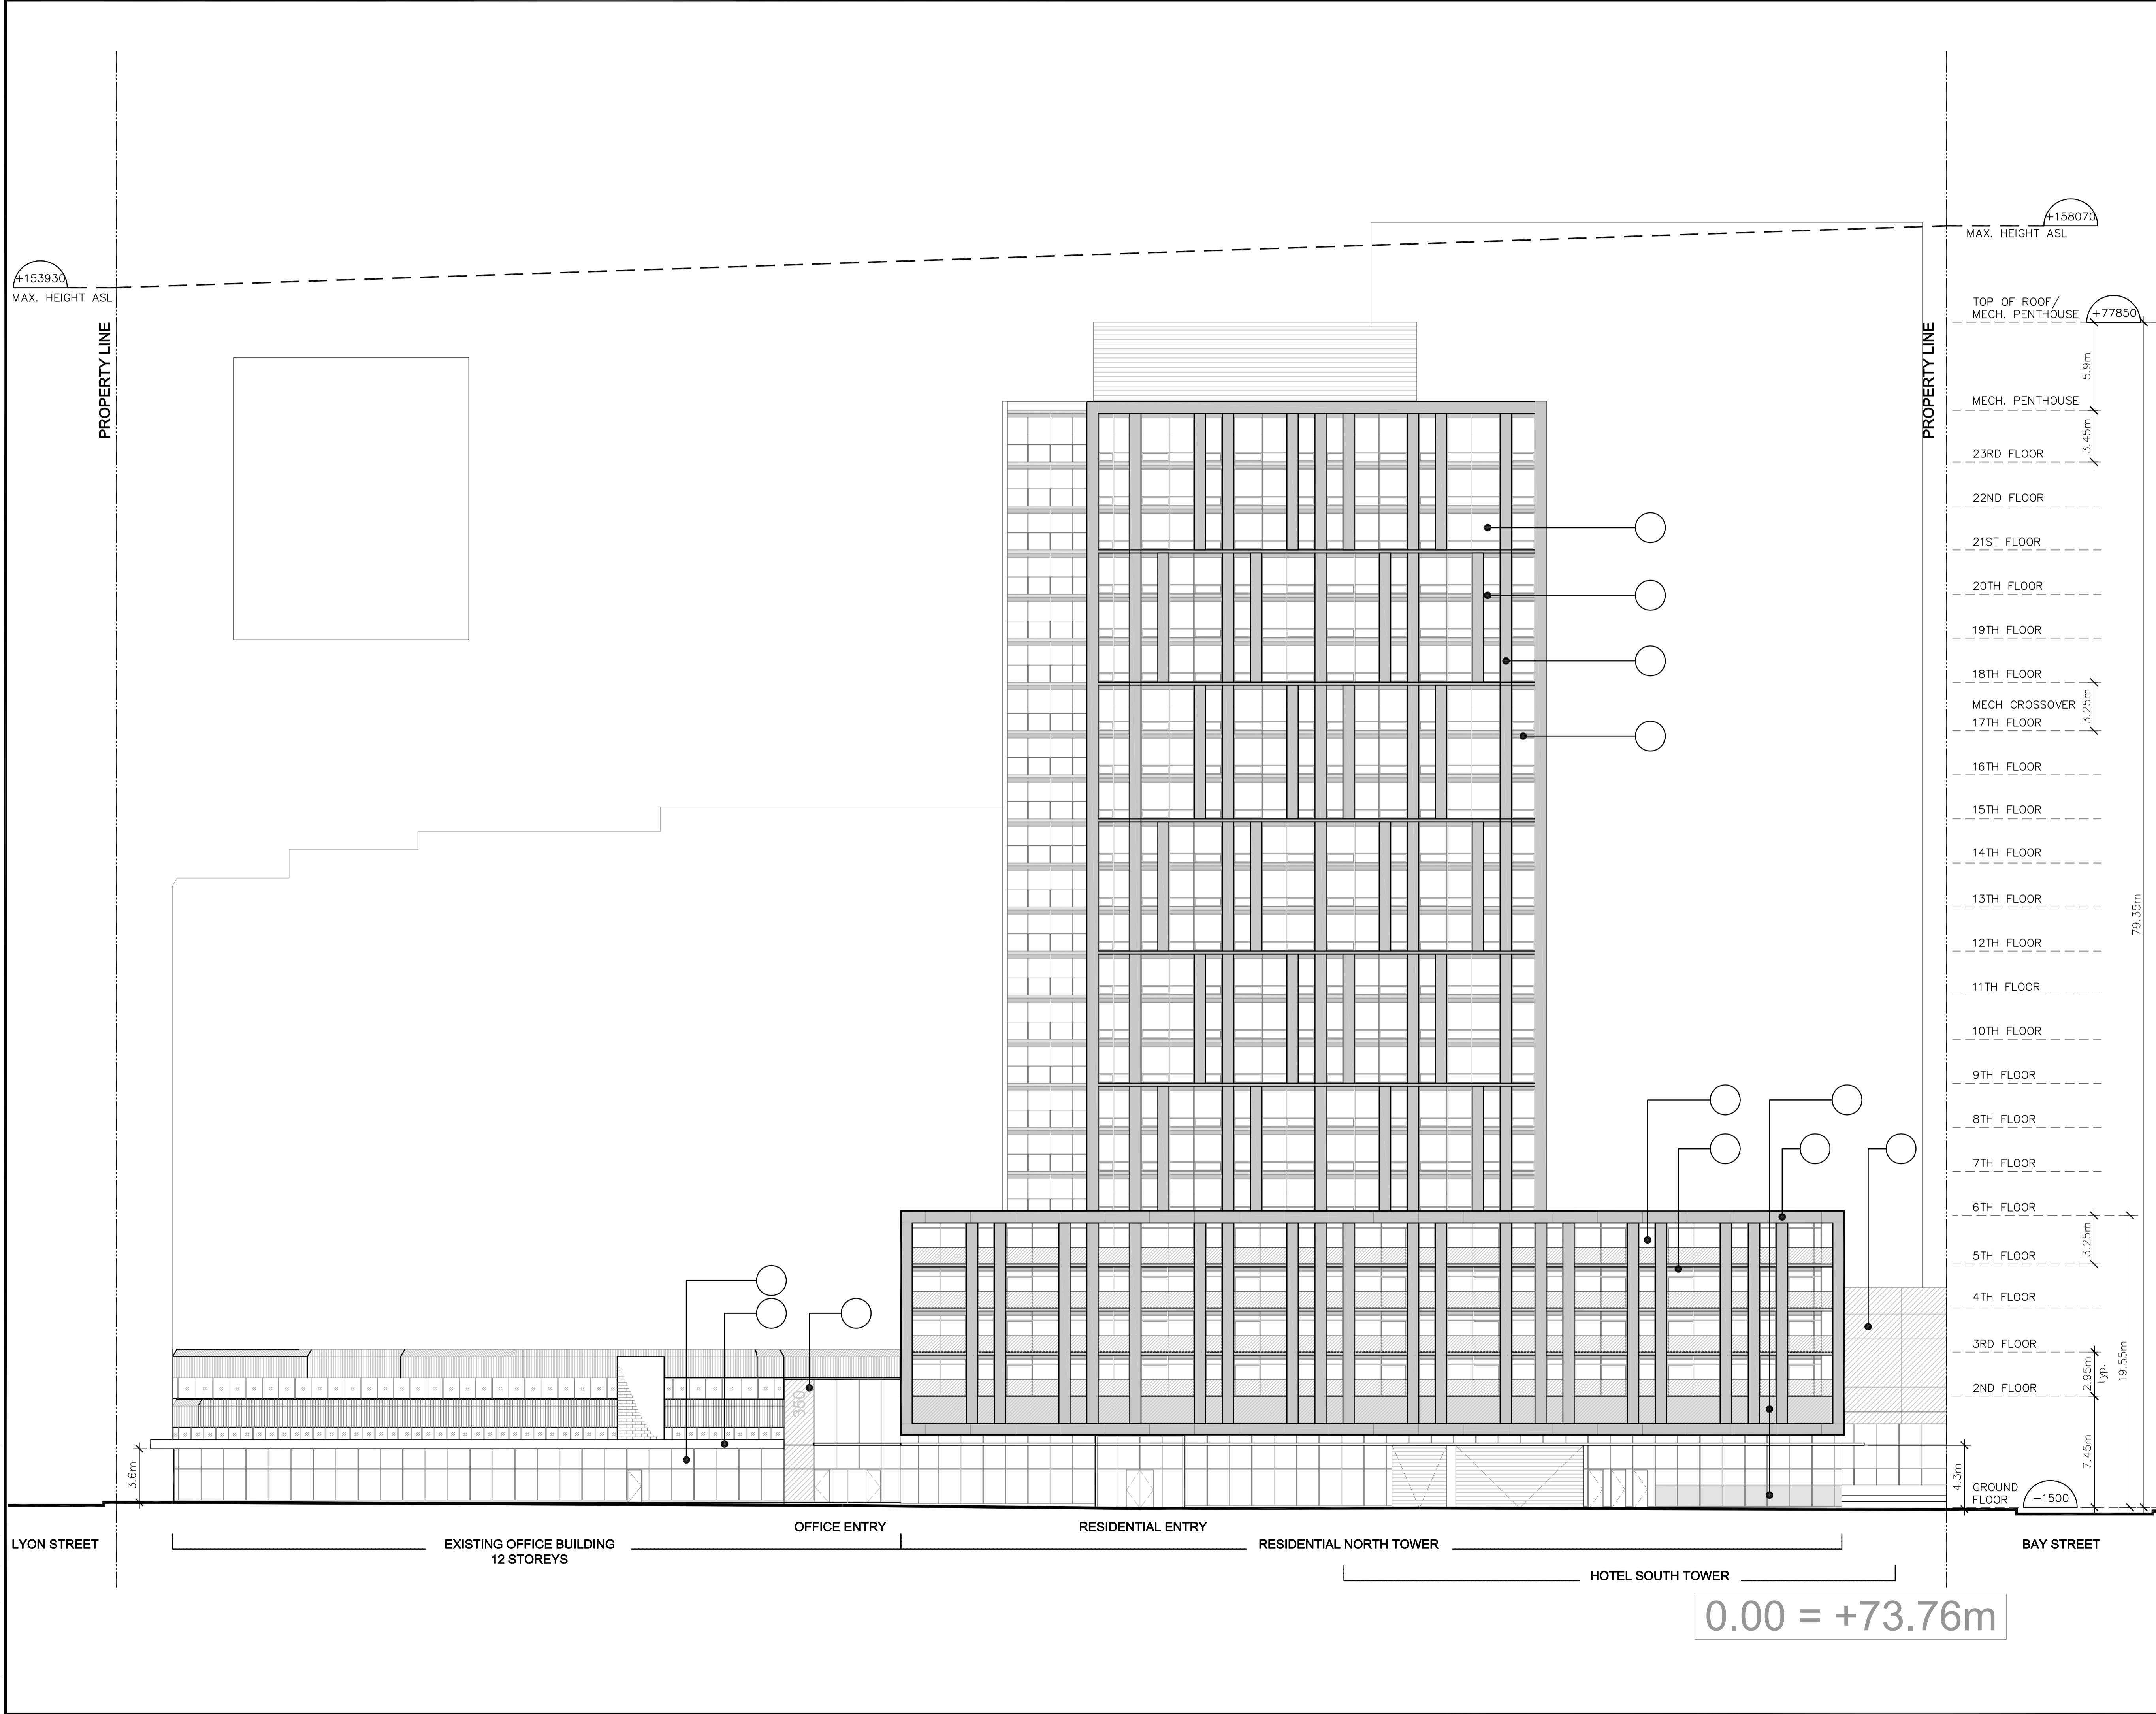 +158070
MAX. HEIGHT ASL
+153930
MAX. HEIGHT ASL
TOP OF ROOF/
MECH. PENTHOUSE
+77850
PROPERTY LINE
PROPERTY LINE
5.9m
MECH. PENTHOUSE
3.45m
23RD FLOOR
22ND FLOOR
21ST FLOOR
20TH FLOOR
19TH FLOOR
18TH FLOOR
MECH CROSSOVER
3.25m
17TH FLOOR
16TH FLOOR
15TH FLOOR
14TH FLOOR
13TH FLOOR
79.35m
12TH FLOOR
11TH FLOOR
10TH FLOOR
9TH FLOOR
8TH FLOOR
7TH FLOOR
6TH FLOOR
3.25m
5TH FLOOR
4TH FLOOR
3RD FLOOR
2.95m
typ.
19.55m
2ND FLOOR
350
7.45m
4.3m
3.6m
GROUND
FLOOR
-1500
OFFICE ENTRY
RESIDENTIAL ENTRY
LYON STREET
EXISTING OFFICE BUILDING
12 STOREYS
RESIDENTIAL NORTH TOWER
BAY STREET
HOTEL SOUTH TOWER
0.00 = +73.76m